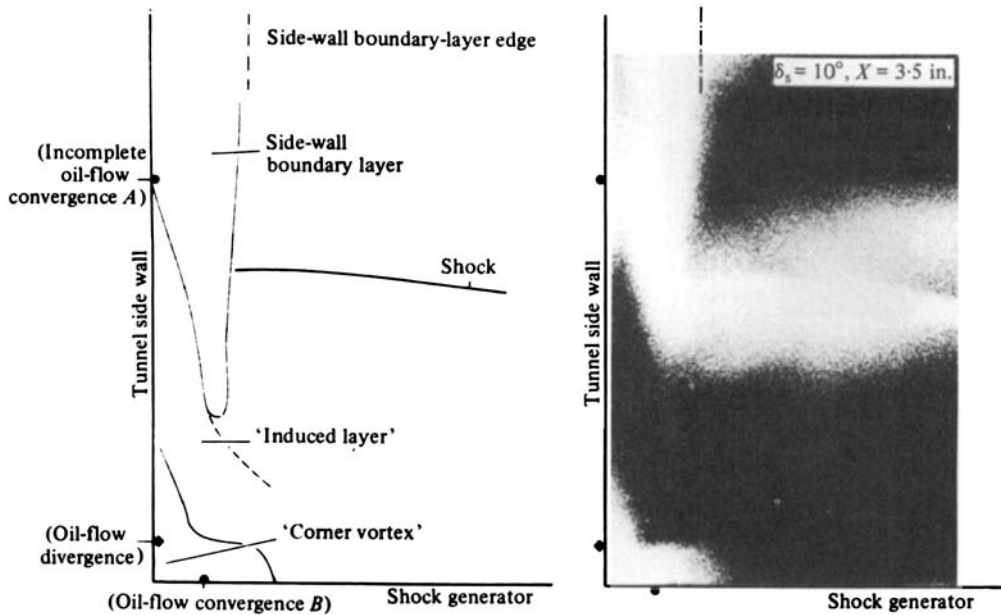 Side-wall boundary-layer edge
δs = 10°, X = 3·5 in.
(Incomplete
oil-flow
convergence A)
Side-wall
boundary layer
Shock
Tunnel side wall
Tunnel side wall
‘Induced layer’
‘Corner vortex’
(Oil-flow
divergence)
(Oil-flow convergence B)
Shock generator
Shock generator